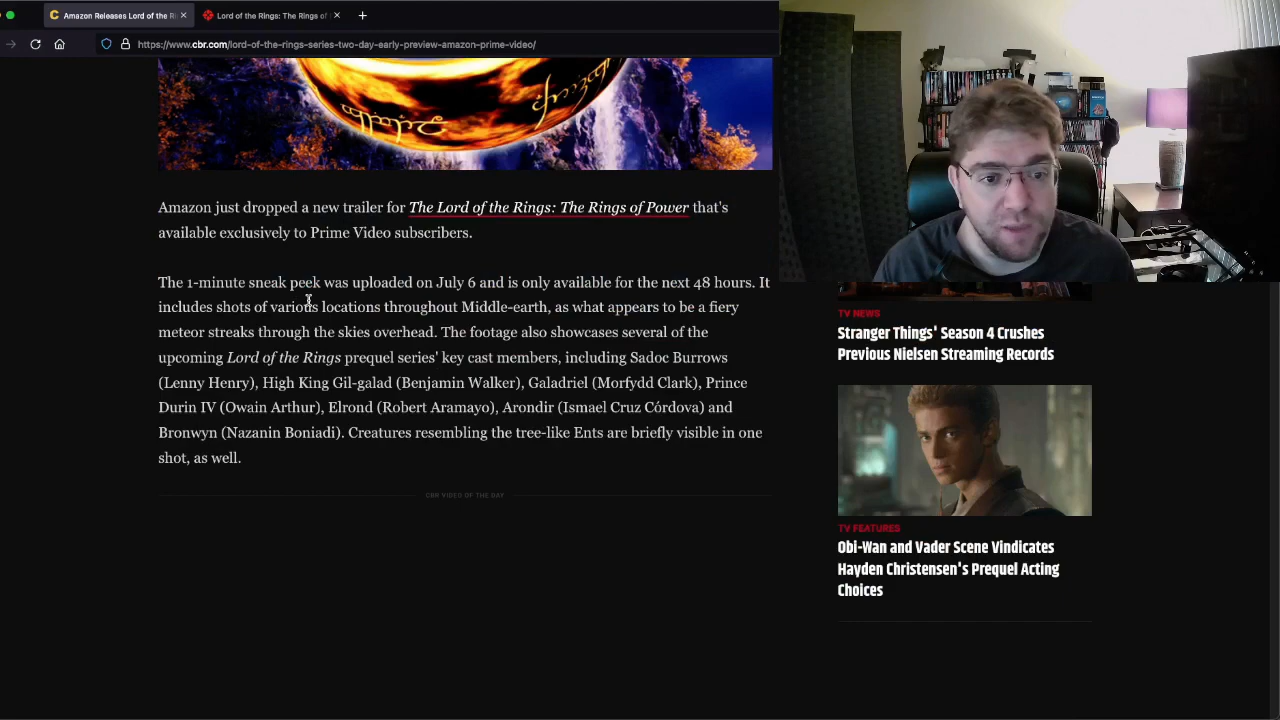 Amazon Releases Lord of the Ri
Lord of the Rings: The Rings of
https://www.cbr.com/lord-of-the-rings-series-two-day-early-preview-amazon-prime-video/
Amazon just dropped a new trailer for The Lord of the Rings: The Rings of Power that's
available exclusively to Prime Video subscribers.
The 1-minute sneak peek was uploaded on July 6 and is only available for the next 48 hours. It
includes shots of various locations throughout Middle-earth, as what appears to be a fiery
meteor streaks through the skies overhead. The footage also showcases several of the
upcoming Lord of the Rings prequel series' key cast members, including Sadoc Burrows
(Lenny Henry), High King Gil-galad (Benjamin Walker), Galadriel (Morfydd Clark), Prince
Durin IV (Owain Arthur), Elrond (Robert Aramayo), Arondir (Ismael Cruz Córdova) and
Bronwyn (Nazanin Boniadi). Creatures resembling the tree-like Ents are briefly visible in one
shot, as well.
CBR VIDEO OF THE DAY
TV NEWS
Stranger Things' Season 4 Crushes
Previous Nielsen Streaming Records
TV FEATURES
Obi-Wan and Vader Scene Vindicates
Hayden Christensen's Prequel Acting
Choices